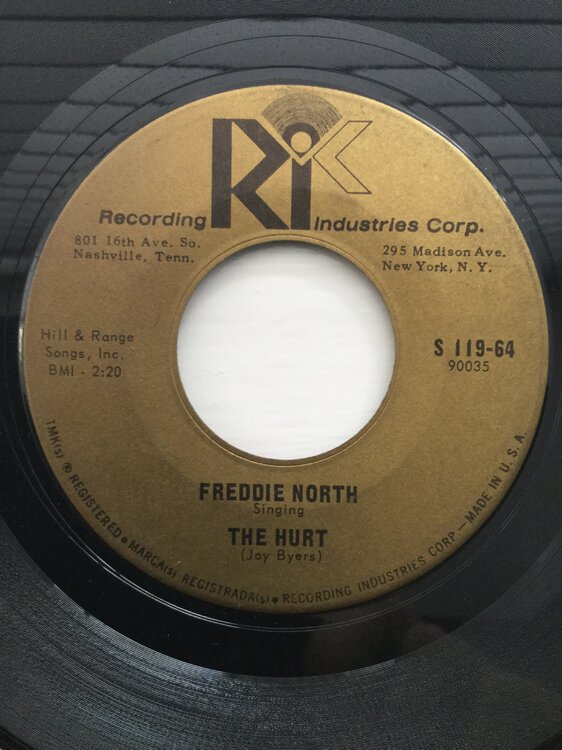 RiC
Recording Industries Corp.
801 16th Ave. So.
Nashville, Tenn.
295 Madison Ave.
New York, N. Y.
Hill & Range
Songs, Inc.
BMI - 2:20
S 119-64
90035
FREDDIE NORTH
Singing
THE HURT
(Joy Byers)
TMK(s) ® REGISTERED • MARCA(s) REGISTRADA(s) • RECORDING INDUSTRIES CORP.—MADE IN U.S.A.